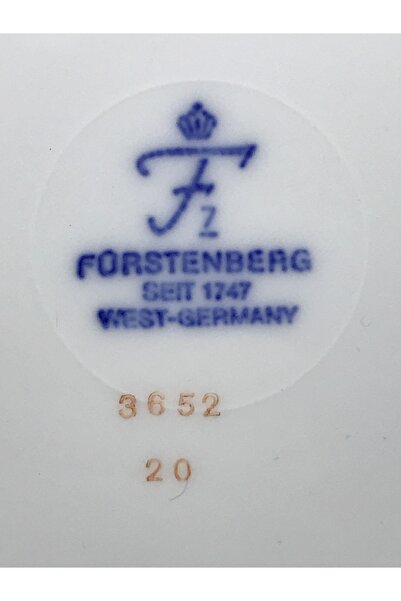 F
Z
FÜRSTENBERG
SEIT 1747
WEST-GERMANY
3652
20